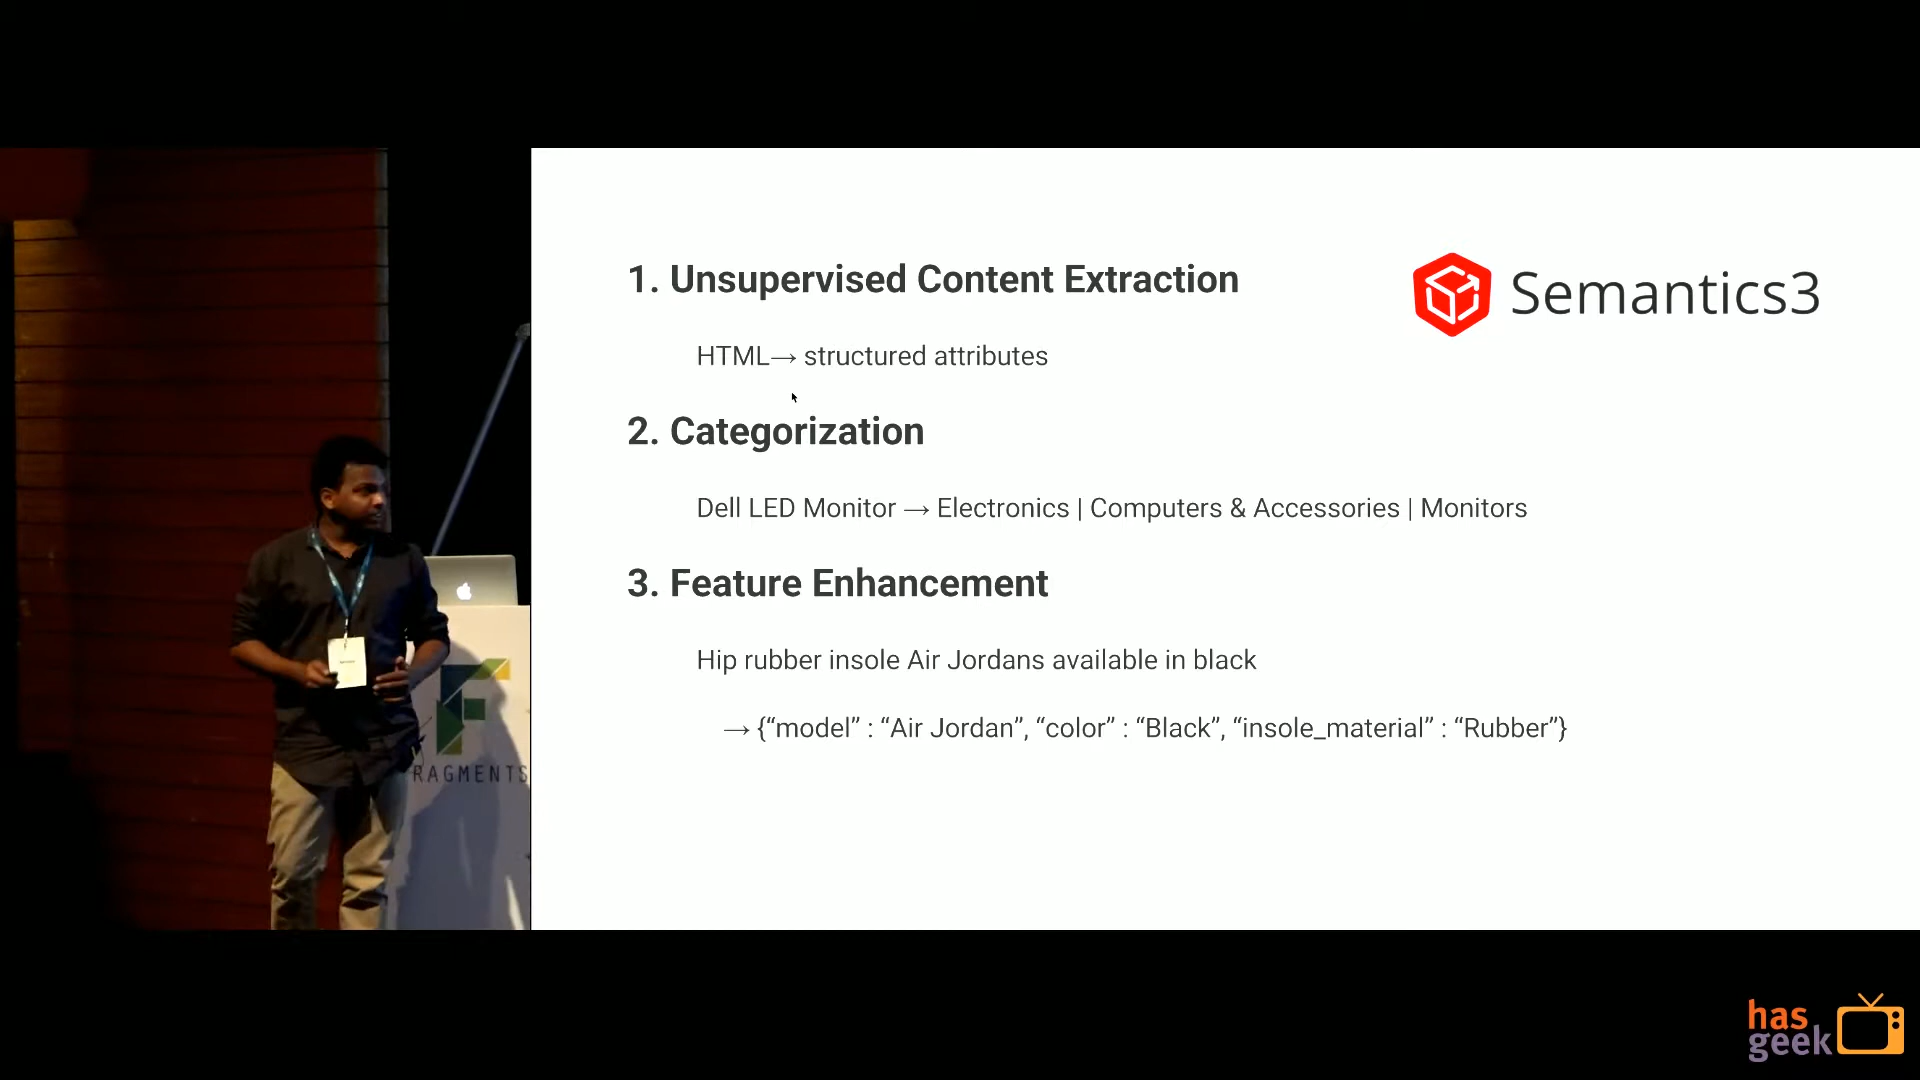 1. Unsupervised Content Extraction
Semantics3
HTML→ structured attributes
2. Categorization
Dell LED Monitor → Electronics | Computers & Accessories | Monitors
3. Feature Enhancement
Hip rubber insole Air Jordans available in black
→ {“model” : “Air Jordan”, “color” : “Black”, “insole_material” : “Rubber”}
RAGMENTS
has
geek